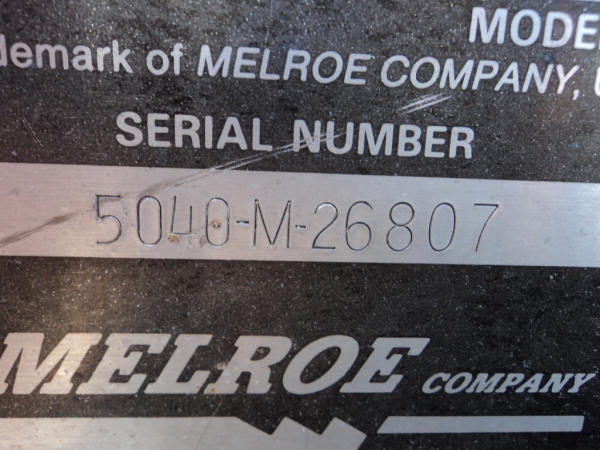 MODE
demark of MELROE COMPANY, U
SERIAL NUMBER
5040-M-26807
MELROE COMPANY